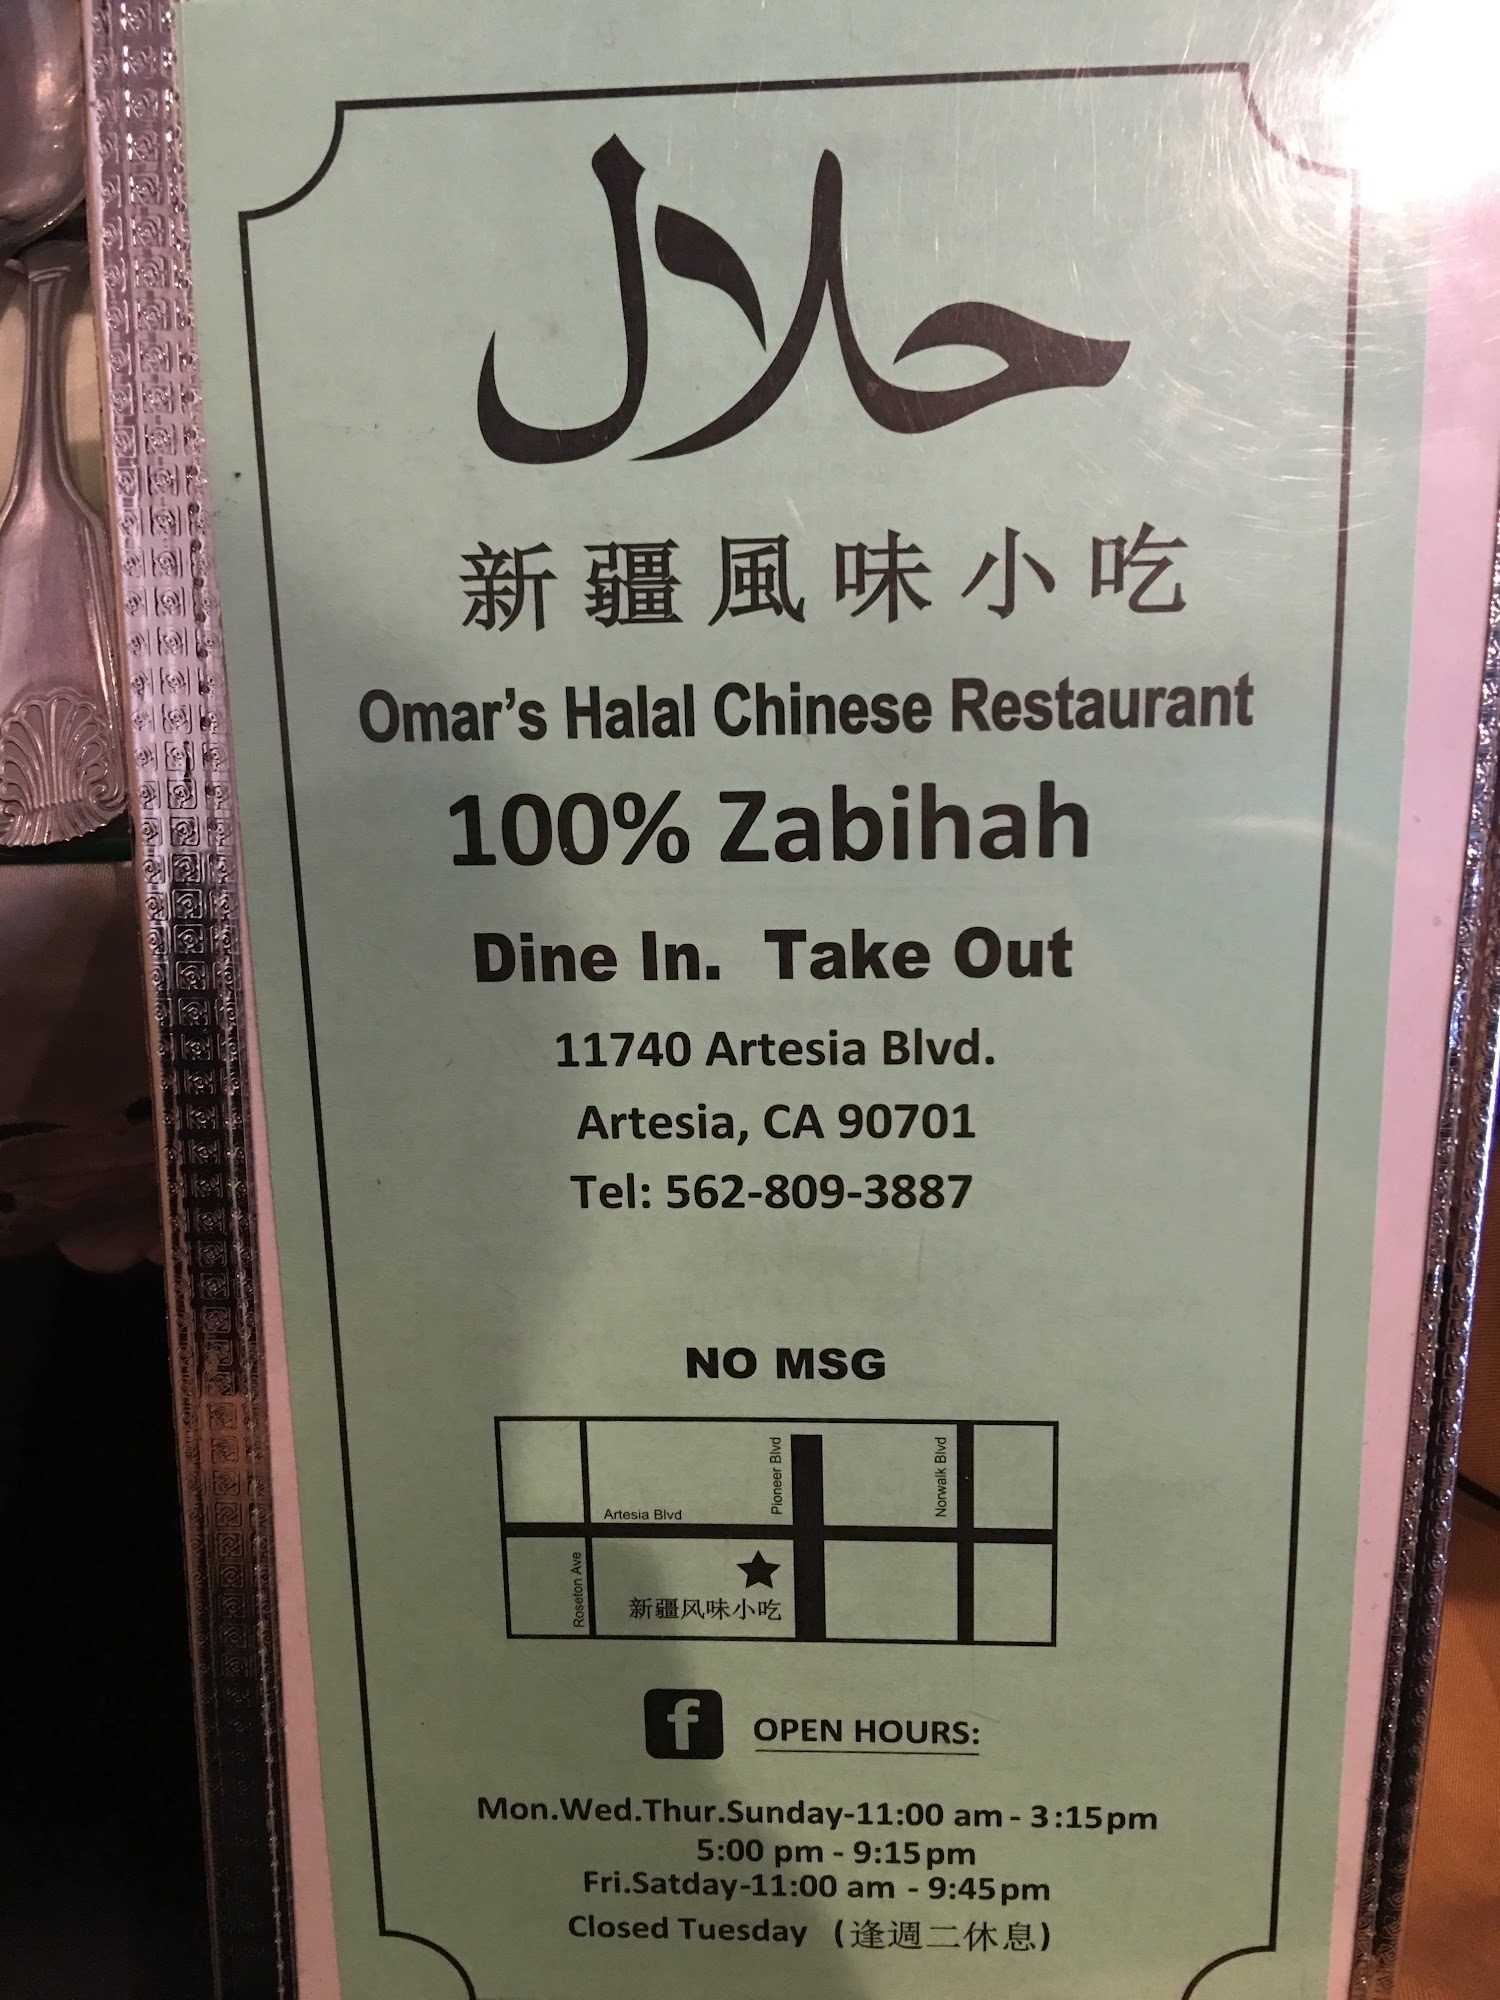 حلال
新疆風味小吃
Omar's Halal Chinese Restaurant
100% Zabihah
Dine In.  Take Out
11740 Artesia Blvd.
Artesia, CA 90701
Tel: 562-809-3887
NO MSG
Pioneer Blvd
Norwalk Blvd
Artesia Blvd
Roseton Ave
新疆风味小吃
f
OPEN HOURS:
Mon.Wed.Thur.Sunday-11:00 am - 3:15pm
5:00 pm - 9:15pm
Fri.Satday-11:00 am - 9:45pm
Closed Tuesday (逢週二休息)